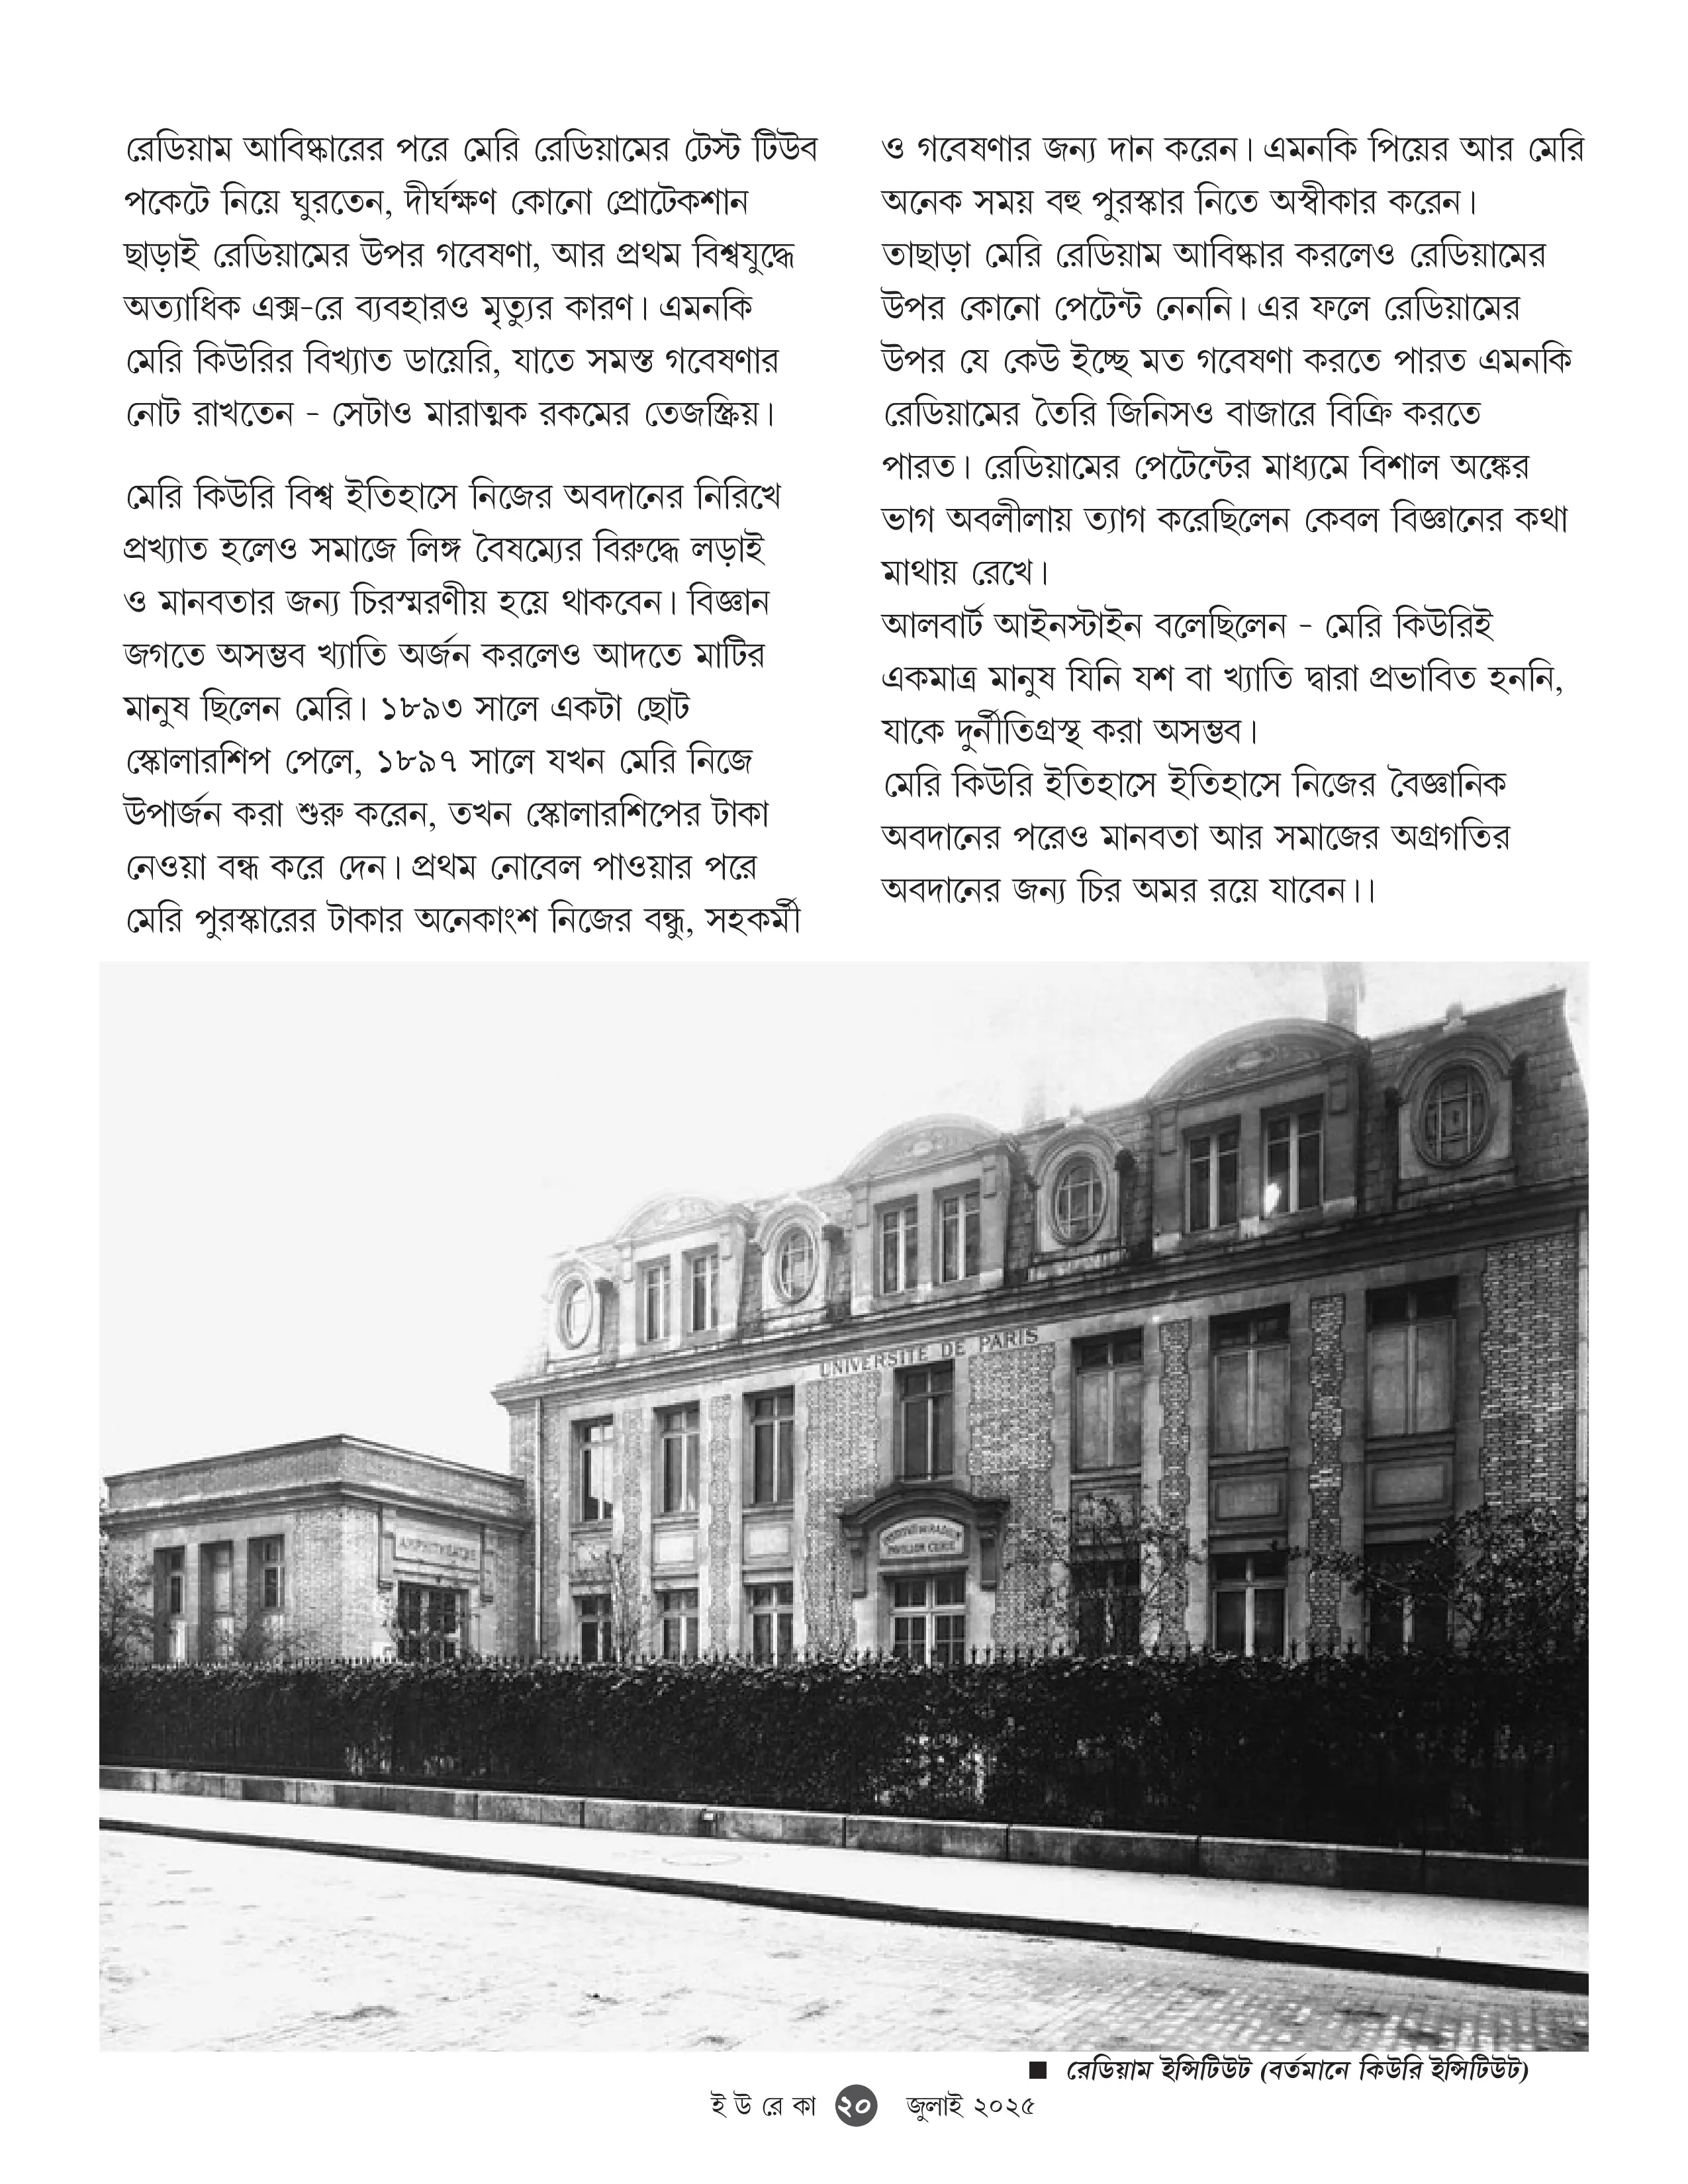 রেডিয়াম আবিষ্কারের পরে মেরি রেডিয়ামের টেস্ট টিউব
পকেটে নিয়ে ঘুরতেন, দীর্ঘক্ষণ কোনো প্রোটেকশান
ছাড়াই রেডিয়ামের উপর গবেষণা, আর প্রথম বিশ্বযুদ্ধে
অত্যাধিক এক্স-রে ব্যবহারও মৃত্যুর কারণ। এমনকি
মেরি কিউরির বিখ্যাত ডায়েরি, যাতে সমস্ত গবেষণার
নোট রাখতেন - সেটাও মারাত্মক রকমের তেজস্ক্রিয়।
মেরি কিউরি বিশ্ব ইতিহাসে নিজের অবদানের নিরিখে
প্রখ্যাত হলেও সমাজে লিঙ্গ বৈষম্যের বিরুদ্ধে লড়াই
ও মানবতার জন্য চিরস্মরণীয় হয়ে থাকবেন। বিজ্ঞান
জগতে অসম্ভব খ্যাতি অর্জন করলেও আদতে মাটির
মানুষ ছিলেন মেরি। ১৮৯৩ সালে একটা ছোট
স্কোলারশিপ পেলে, ১৮৯৭ সালে যখন মেরি নিজে
উপার্জন করা শুরু করেন, তখন স্কোলারশিপের টাকা
নেওয়া বন্ধ করে দেন। প্রথম নোবেল পাওয়ার পরে
মেরি পুরস্কারের টাকার অনেকাংশ নিজের বন্ধু, সহকর্মী
ও গবেষণার জন্য দান করেন। এমনকি পিয়ের আর মেরি
অনেক সময় বহু পুরস্কার নিতে অস্বীকার করেন।
তাছাড়া মেরি রেডিয়াম আবিষ্কার করলেও রেডিয়ামের
উপর কোনো পেটেন্ট নেননি। এর ফলে রেডিয়ামের
উপর যে কেউ ইচ্ছে মত গবেষণা করতে পারত এমনকি
রেডিয়ামের তৈরি জিনিসও বাজারে বিক্রি করতে
পারত। রেডিয়ামের পেটেন্টের মাধ্যমে বিশাল অঙ্কের
ভাগ অবলীলায় ত্যাগ করেছিলেন কেবল বিজ্ঞানের কথা
মাথায় রেখে।
আলবার্ট আইনস্টাইন বলেছিলেন - মেরি কিউরিই
একমাত্র মানুষ যিনি যশ বা খ্যাতি দ্বারা প্রভাবিত হননি,
যাকে দুর্নীতিগ্রস্থ করা অসম্ভব।
মেরি কিউরি ইতিহাসে ইতিহাসে নিজের বৈজ্ঞানিক
অবদানের পরেও মানবতা আর সমাজের অগ্রগতির
অবদানের জন্য চির অমর রয়ে যাবেন।।
UNIVERSITE DE PARIS
AMPHITHEATRE
INSTITUT DU RADIUM
PAVILLON CURIE
■ রেডিয়াম ইন্সিটিউট (বর্তমানে কিউরি ইন্সিটিউট)
ই উ রে কা ২০ জুলাই ২০২৫